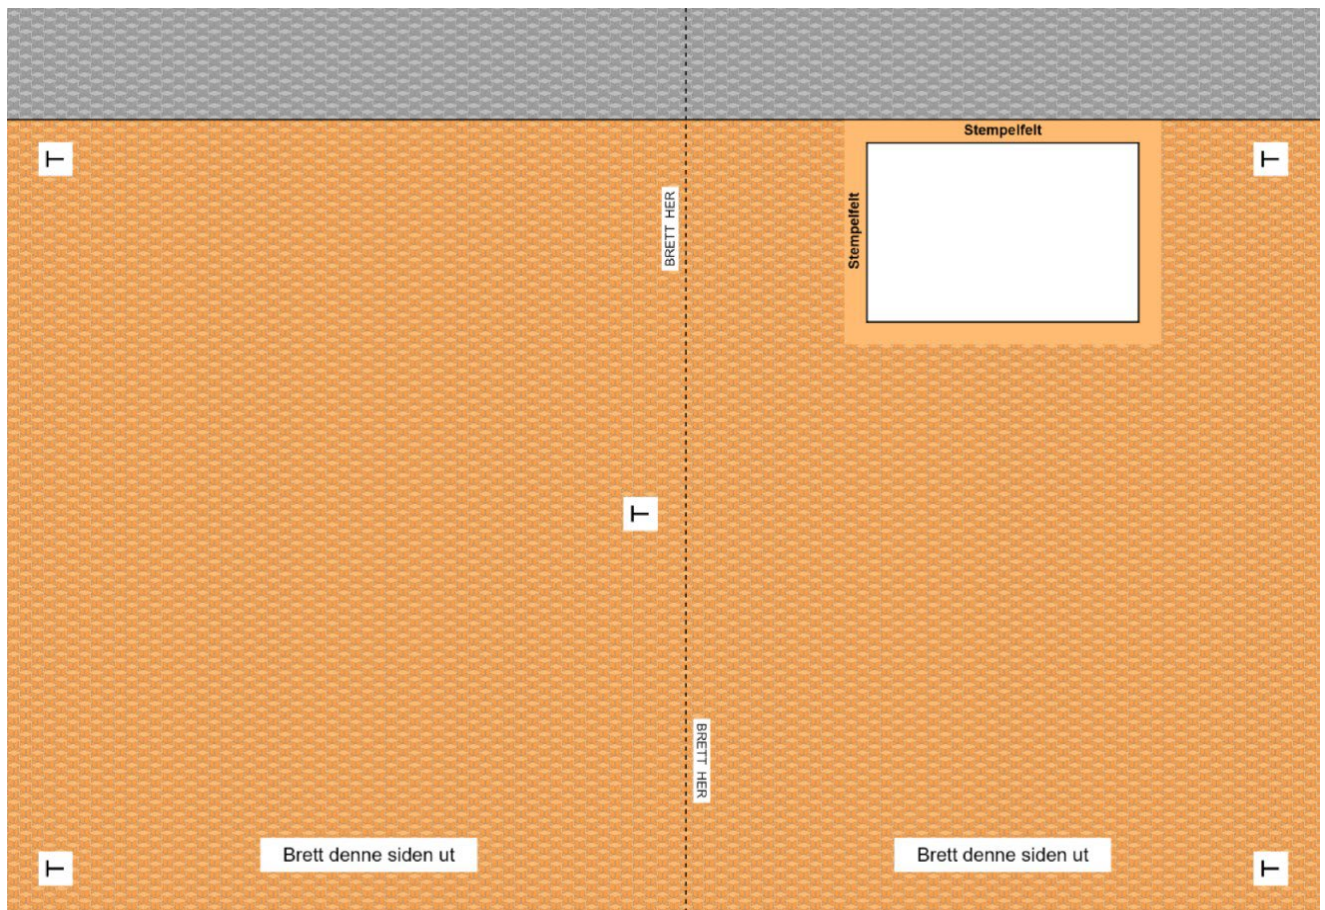 Stempelfelt
T
T
Stempelfelt
BRETT HER
T
BRETT HER
Brett denne siden ut
Brett denne siden ut
T
T